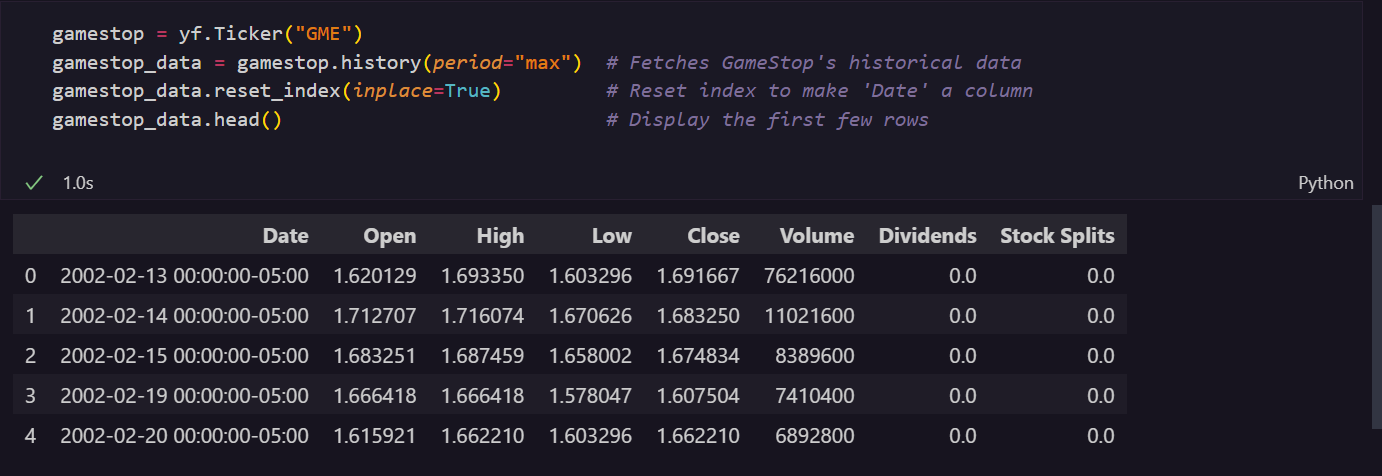 gamestop = yf.Ticker("GME")
gamestop_data = gamestop.history(period="max")  # Fetches GameStop's historical data
gamestop_data.reset_index(inplace=True)         # Reset index to make 'Date' a column
gamestop_data.head()                            # Display the first few rows
1.0s Python
Date Open High Low Close Volume Dividends Stock Splits
0 2002-02-13 00:00:00-05:00 1.620129 1.693350 1.603296 1.691667 76216000 0.0 0.0
1 2002-02-14 00:00:00-05:00 1.712707 1.716074 1.670626 1.683250 11021600 0.0 0.0
2 2002-02-15 00:00:00-05:00 1.683251 1.687459 1.658002 1.674834 8389600 0.0 0.0
3 2002-02-19 00:00:00-05:00 1.666418 1.666418 1.578047 1.607504 7410400 0.0 0.0
4 2002-02-20 00:00:00-05:00 1.615921 1.662210 1.603296 1.662210 6892800 0.0 0.0